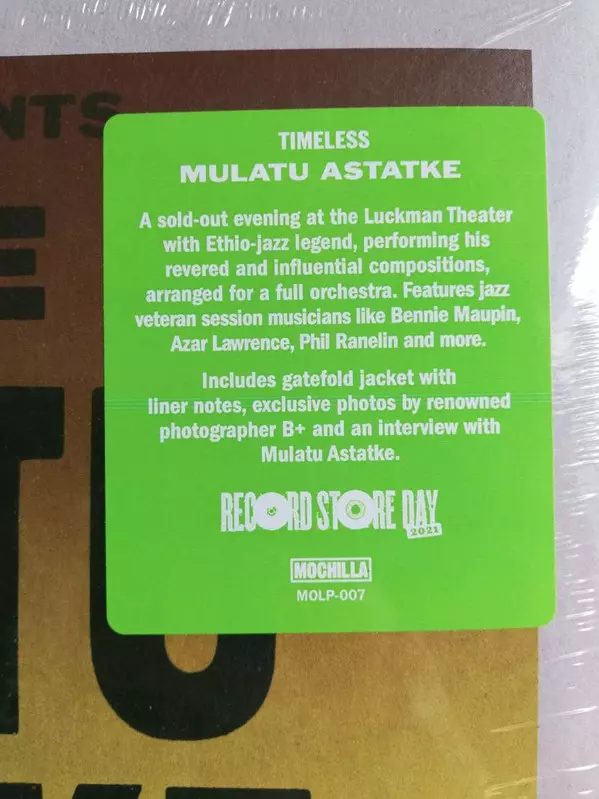 NTS
E
TU
KE
TIMELESS
MULATU ASTATKE
A sold-out evening at the Luckman Theater
with Ethio-jazz legend, performing his
revered and influential compositions,
arranged for a full orchestra. Features jazz
veteran session musicians like Bennie Maupin,
Azar Lawrence, Phil Ranelin and more.
Includes gatefold jacket with
liner notes, exclusive photos by renowned
photographer B+ and an interview with
Mulatu Astatke.
RECORD STORE DAY
2021
MOCHILLA
MOLP-007